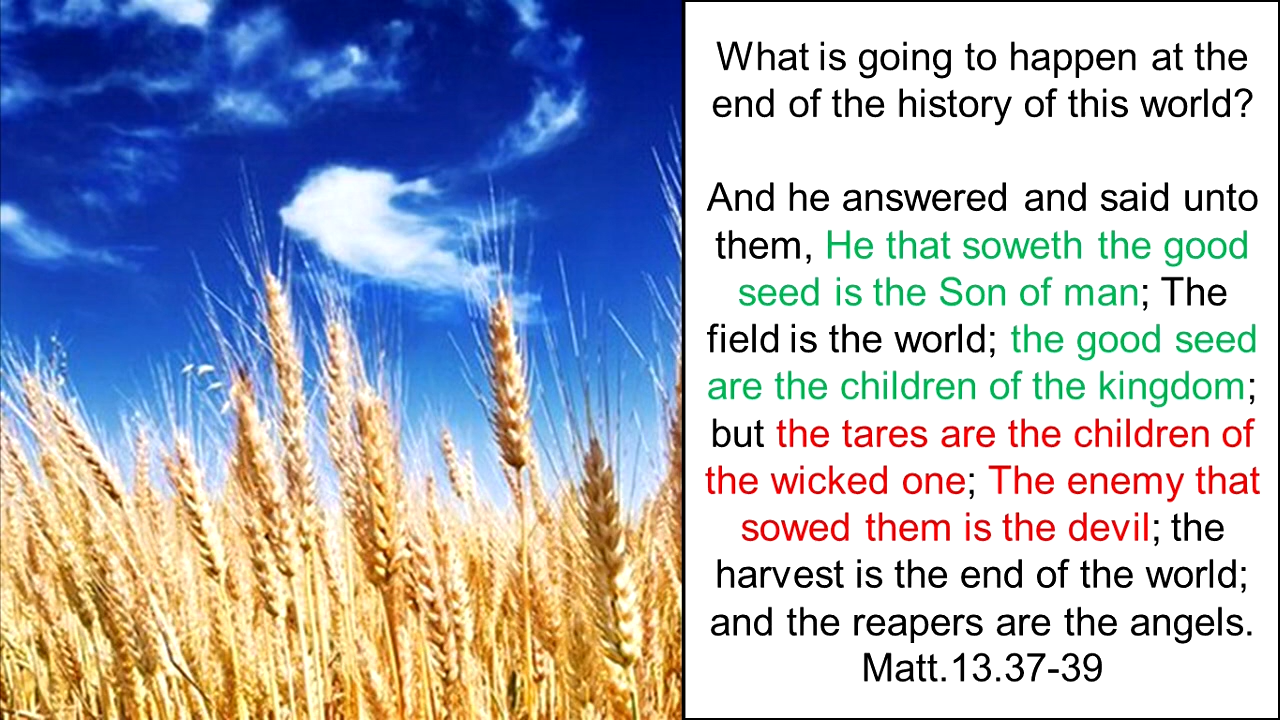 What is going to happen at the
end of the history of this world?
And he answered and said unto
them, He that soweth the good
seed is the Son of man; The
field is the world; the good seed
are the children of the kingdom;
but the tares are the children of
the wicked one; The enemy that
sowed them is the devil; the
harvest is the end of the world;
and the reapers are the angels.
Matt.13.37-39